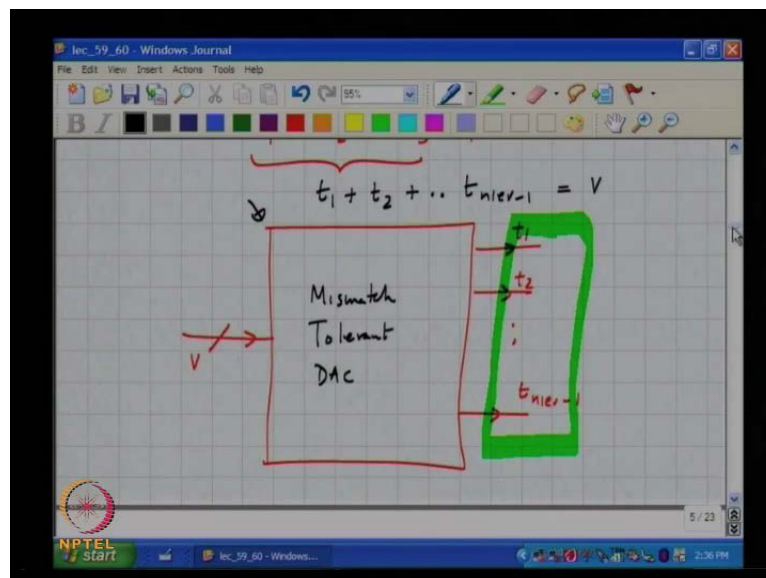 lec_59_60 - Windows Journal
File Edit View Insert Actions Tools Help
95%
B I
t₁ + t₂ + .. tₙₗₑᵥ₋₁ = V
t₁
t₂
Mismatch
Tolerant
DAC
V
tₙₗₑᵥ₋₁
5 / 23
NPTEL
start lec_59_60 - Windows... 2:36 PM